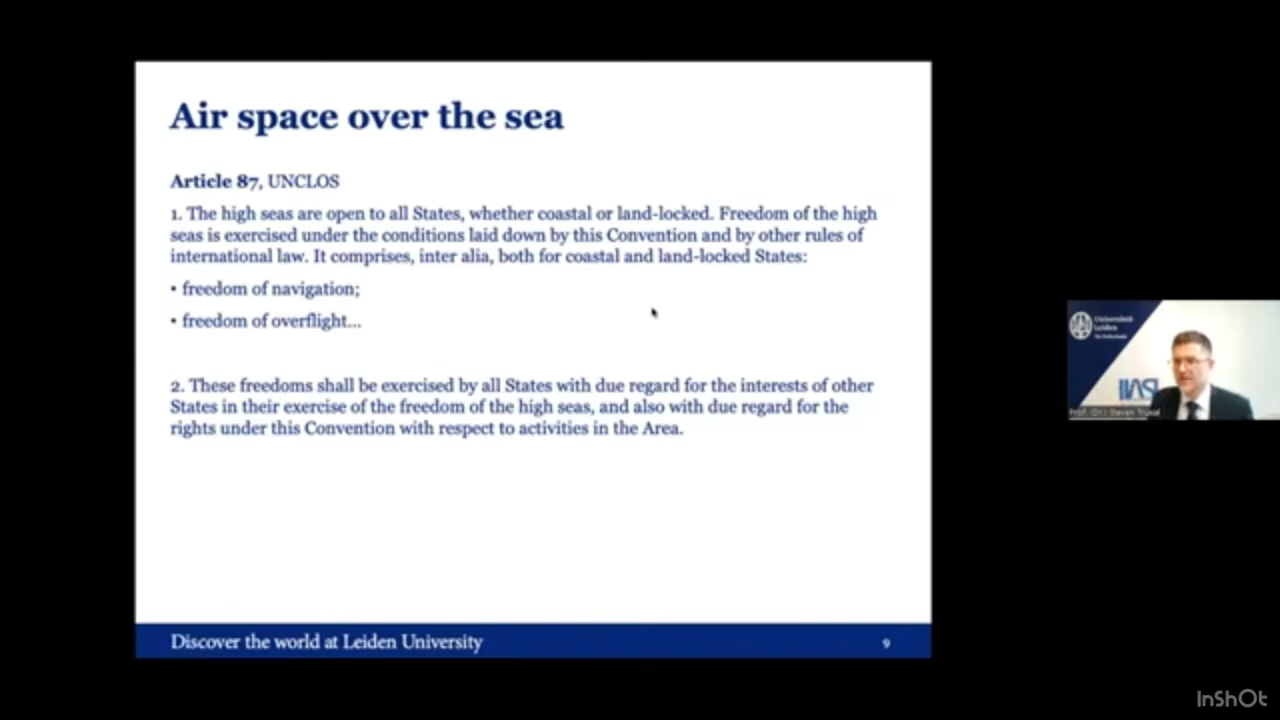 Air space over the sea
Article 87, UNCLOS
1. The high seas are open to all States, whether coastal or land-locked. Freedom of the high
seas is exercised under the conditions laid down by this Convention and by other rules of
international law. It comprises, inter alia, both for coastal and land-locked States:
• freedom of navigation;
• freedom of overflight...
2. These freedoms shall be exercised by all States with due regard for the interests of other
States in their exercise of the freedom of the high seas, and also with due regard for the
rights under this Convention with respect to activities in the Area.
Discover the world at Leiden University
9
Universiteit
Leiden
Prof. (Dr.) Steven
InShOt